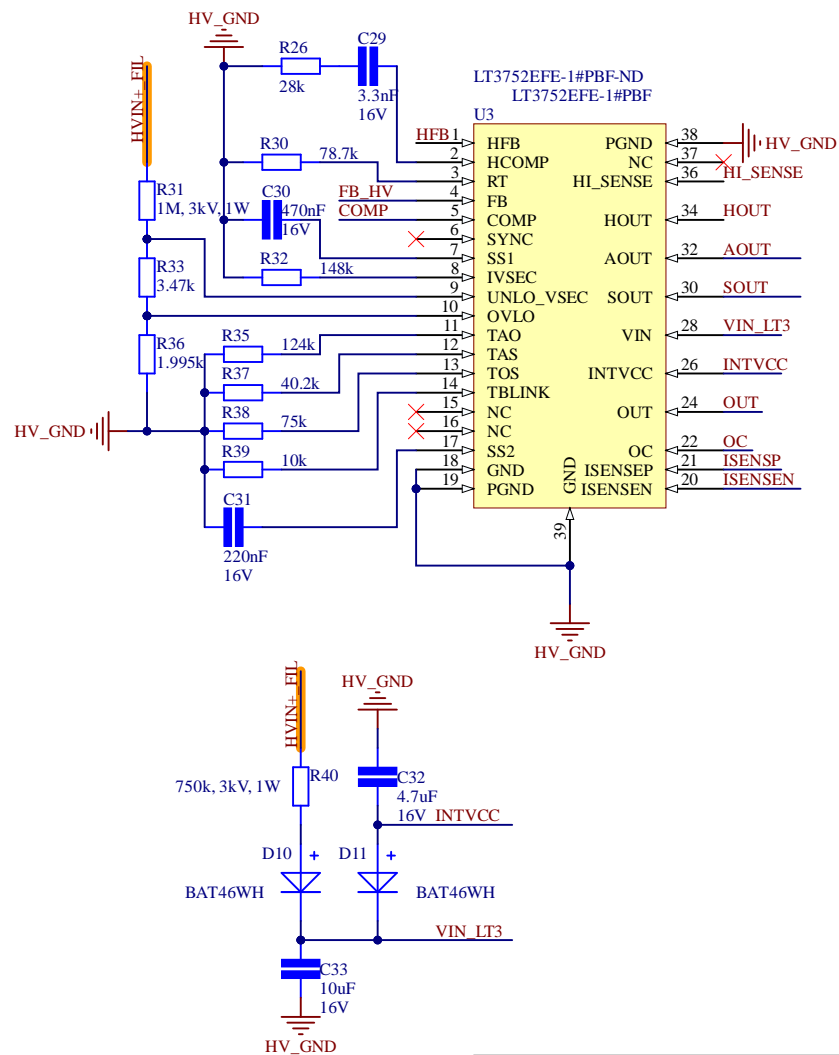 HV_GND
HVIN+_FIL
R26
28k
C29
3.3nF
16V
LT3752EFE-1#PBF-ND
LT3752EFE-1#PBF
U3
R30
78.7k
R31
1M, 3kV, 1W
C30
470nF
16V
R32
148k
R33
3.47k
R36
1.995k
R35
124k
R37
40.2k
R38
75k
R39
10k
C31
220nF
16V
HV_GND
HFB 1 HFB
2 HCOMP
3 RT
FB_HV 4 FB
COMP 5 COMP
6 SYNC
7 SS1
8 IVSEC
9 UNLO_VSEC
10 OVLO
11 TAO
12 TAS
13 TOS
14 TBLINK
15 NC
16 NC
17 SS2
18 GND
19 PGND
PGND 38 HV_GND
NC 37
HI_SENSE 36 HI_SENSE
HOUT 34 HOUT
AOUT 32 AOUT
SOUT 30 SOUT
VIN 28 VIN_LT3
INTVCC 26 INTVCC
OUT 24 OUT
OC 22 OC
ISENSEP 21 ISENSP
ISENSEN 20 ISENSEN
GND
39
HV_GND
HVIN+_FIL
HV_GND
R40
750k, 3kV, 1W
C32
4.7uF
16V
INTVCC
D10 +
BAT46WH
D11 +
BAT46WH
VIN_LT3
C33
10uF
16V
HV_GND